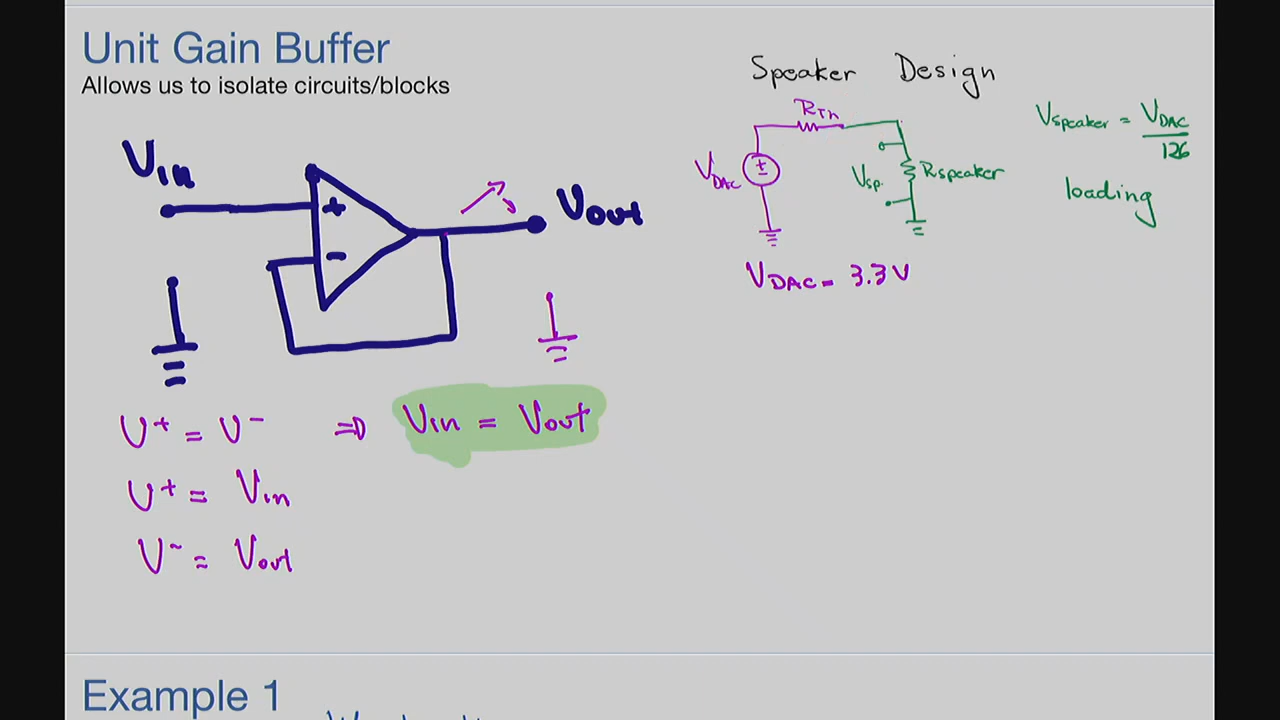 Unit Gain Buffer
Allows us to isolate circuits/blocks
Vin
+
-
Vout
V+ = V- ⇒ Vin = Vout
V+ = Vin
V- = Vout
Speaker Design
RTh
VDAC
+
-
Vsp.
Rspeaker
VDAC = 3.3V
Vspeaker = VDAC
126
loading
Example 1